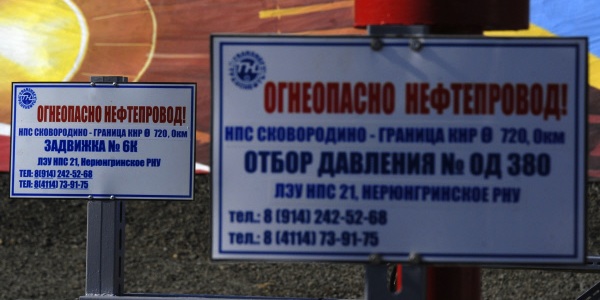 ОГНЕОПАСНО НЕФТЕПРОВОД!
НПС СКОВОРОДИНО - ГРАНИЦА КНР Ø 720, 0км
ЗАДВИЖКА № 6К
ЛЭУ НПС 21, НЕРЮНГРИНСКОЕ РНУ
ТЕЛ: 8(914) 242-52-68
ТЕЛ: 8(4114) 73-91-75
ОГНЕОПАСНО НЕФТЕПРОВОД!
НПС СКОВОРОДИНО - ГРАНИЦА КНР Ø 720, 0км
ОТБОР ДАВЛЕНИЯ № ОД 380
ЛЭУ НПС 21, НЕРЮНГРИНСКОЕ РНУ
тел.: 8 (914) 242-52-68
тел.: 8 (4114) 73-91-75